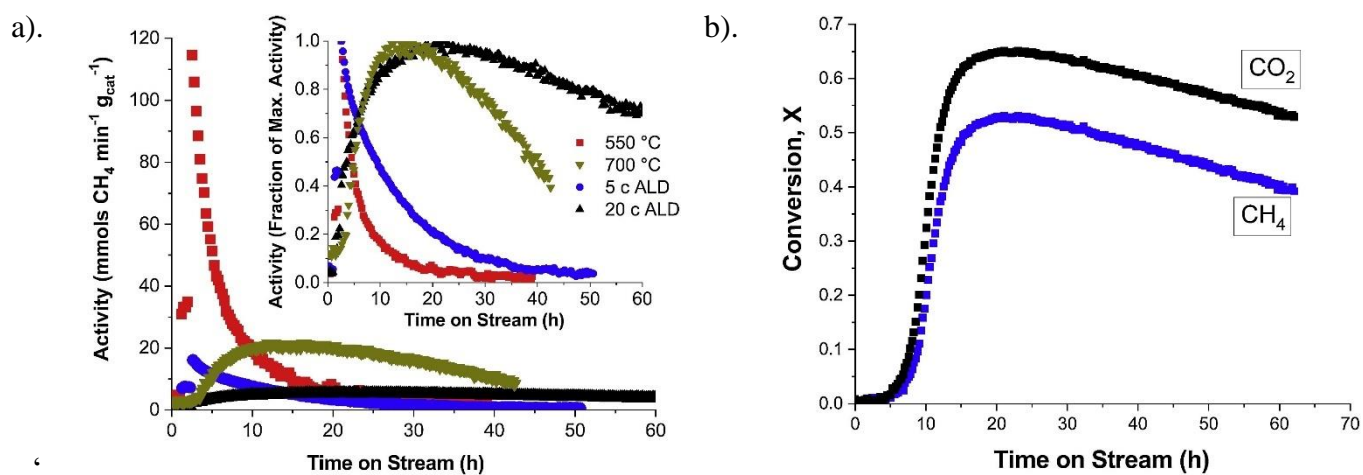 a).
120
100
80
60
40
20
0
Activity (mmols CH₄ min⁻¹ g_cat⁻¹)
0 10 20 30 40 50 60
Time on Stream (h)
1.0
0.8
0.6
0.4
0.2
0.0
Activity (Fraction of Max. Activity)
0 10 20 30 40 50 60
Time on Stream (h)
550 °C
700 °C
5 c ALD
20 c ALD
‘
b).
0.7
0.6
0.5
0.4
0.3
0.2
0.1
0.0
Conversion, X
CO₂
CH₄
0 10 20 30 40 50 60 70
Time on Stream (h)